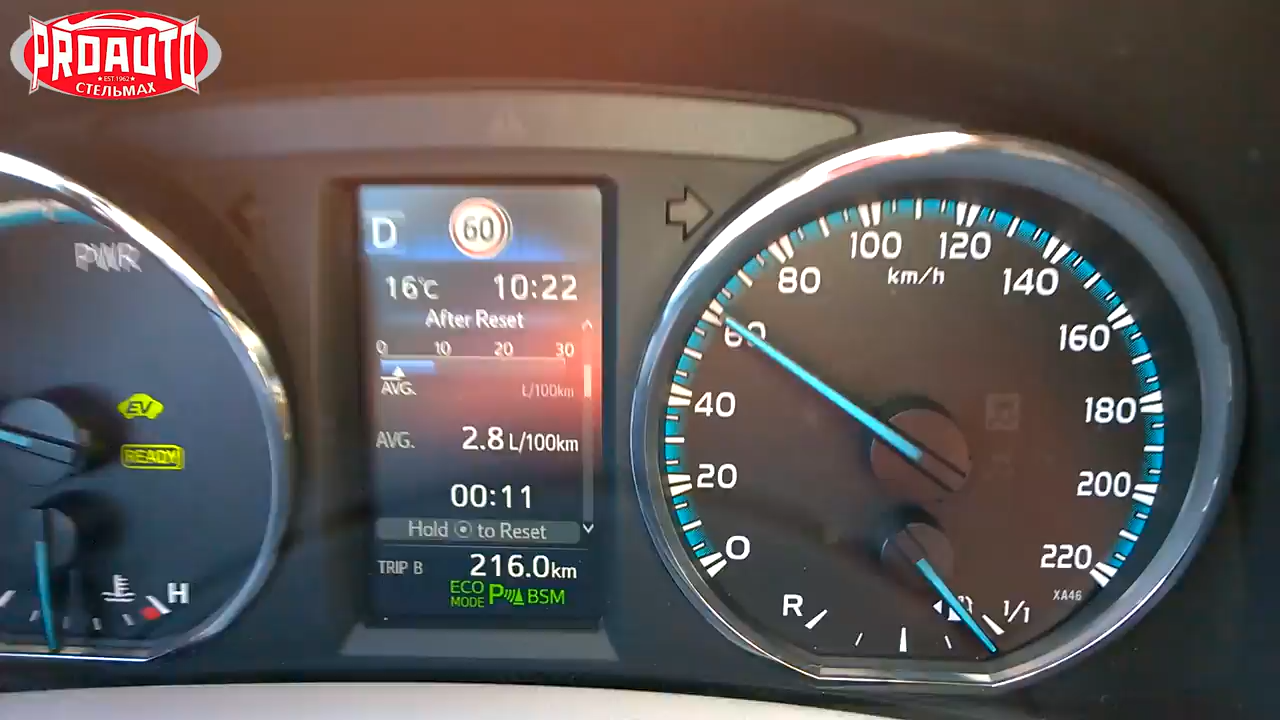 PROAUTO
EST.1962
СТЕЛЬМАХ
PWR
EV
READY
H
D
60
16°C 10:22
After Reset
0 10 20 30
AVG. L/100km
AVG. 2.8 L/100km
00:11
Hold ⦿ to Reset
TRIP B 216.0km
ECO MODE P BSM
0
20
40
60
80
100
120
140
160
180
200
220
km/h
XA46
R
1/1